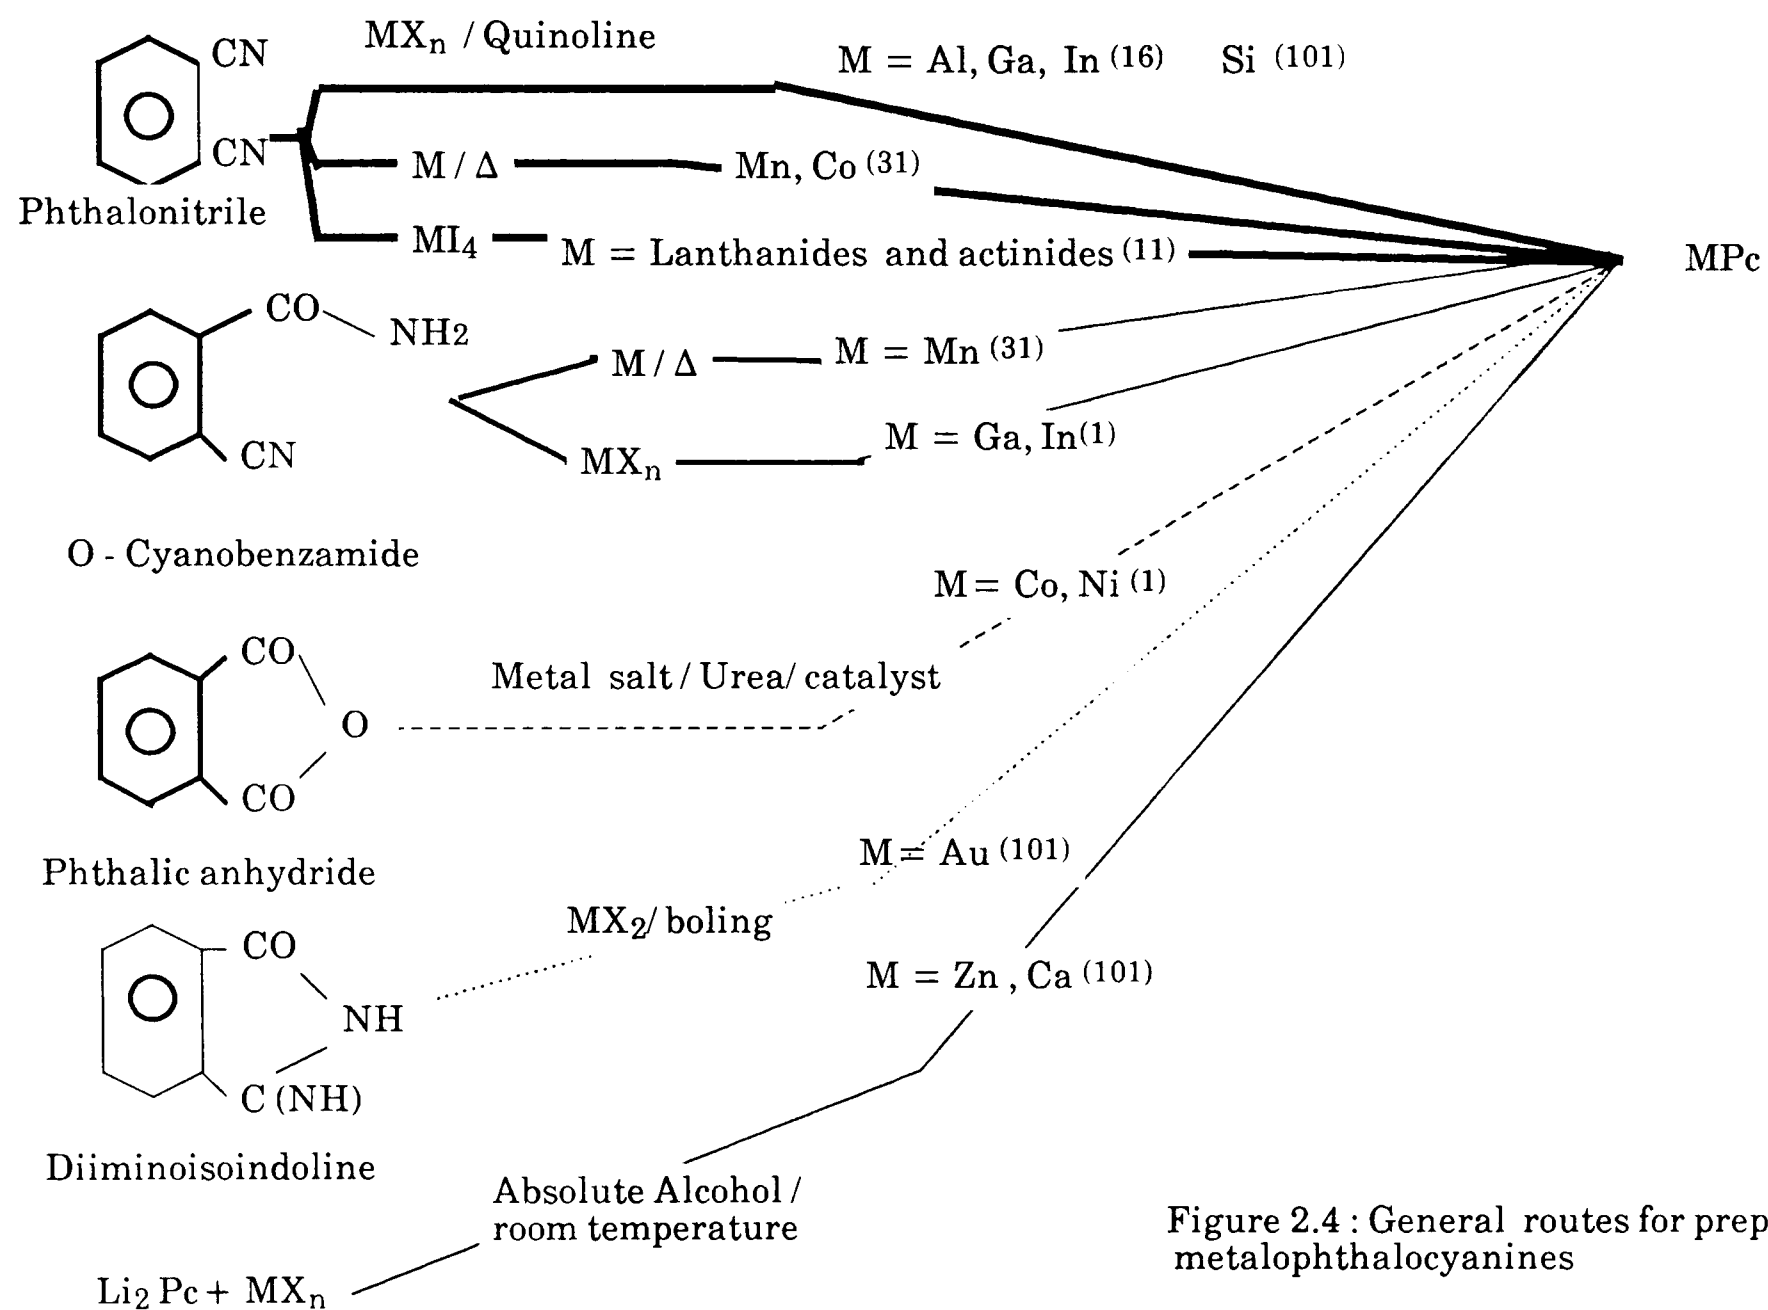 CN
MXn / Quinoline
M = Al, Ga, In (16) Si (101)
CN
M / Δ
Mn, Co (31)
Phthalonitrile
MI4
M = Lanthanides and actinides (11)
MPc
CO
NH2
M / Δ
M = Mn (31)
CN
MXn
M = Ga, In(1)
O - Cyanobenzamide
M = Co, Ni (1)
CO
Metal salt / Urea/ catalyst
O
CO
Phthalic anhydride
M = Au (101)
MX2/ boling
CO
M = Zn , Ca (101)
NH
C (NH)
Diiminoisoindoline
Absolute Alcohol /
room temperature
Li2 Pc + MXn
Figure 2.4 : General routes for prep
metalophthalocyanines